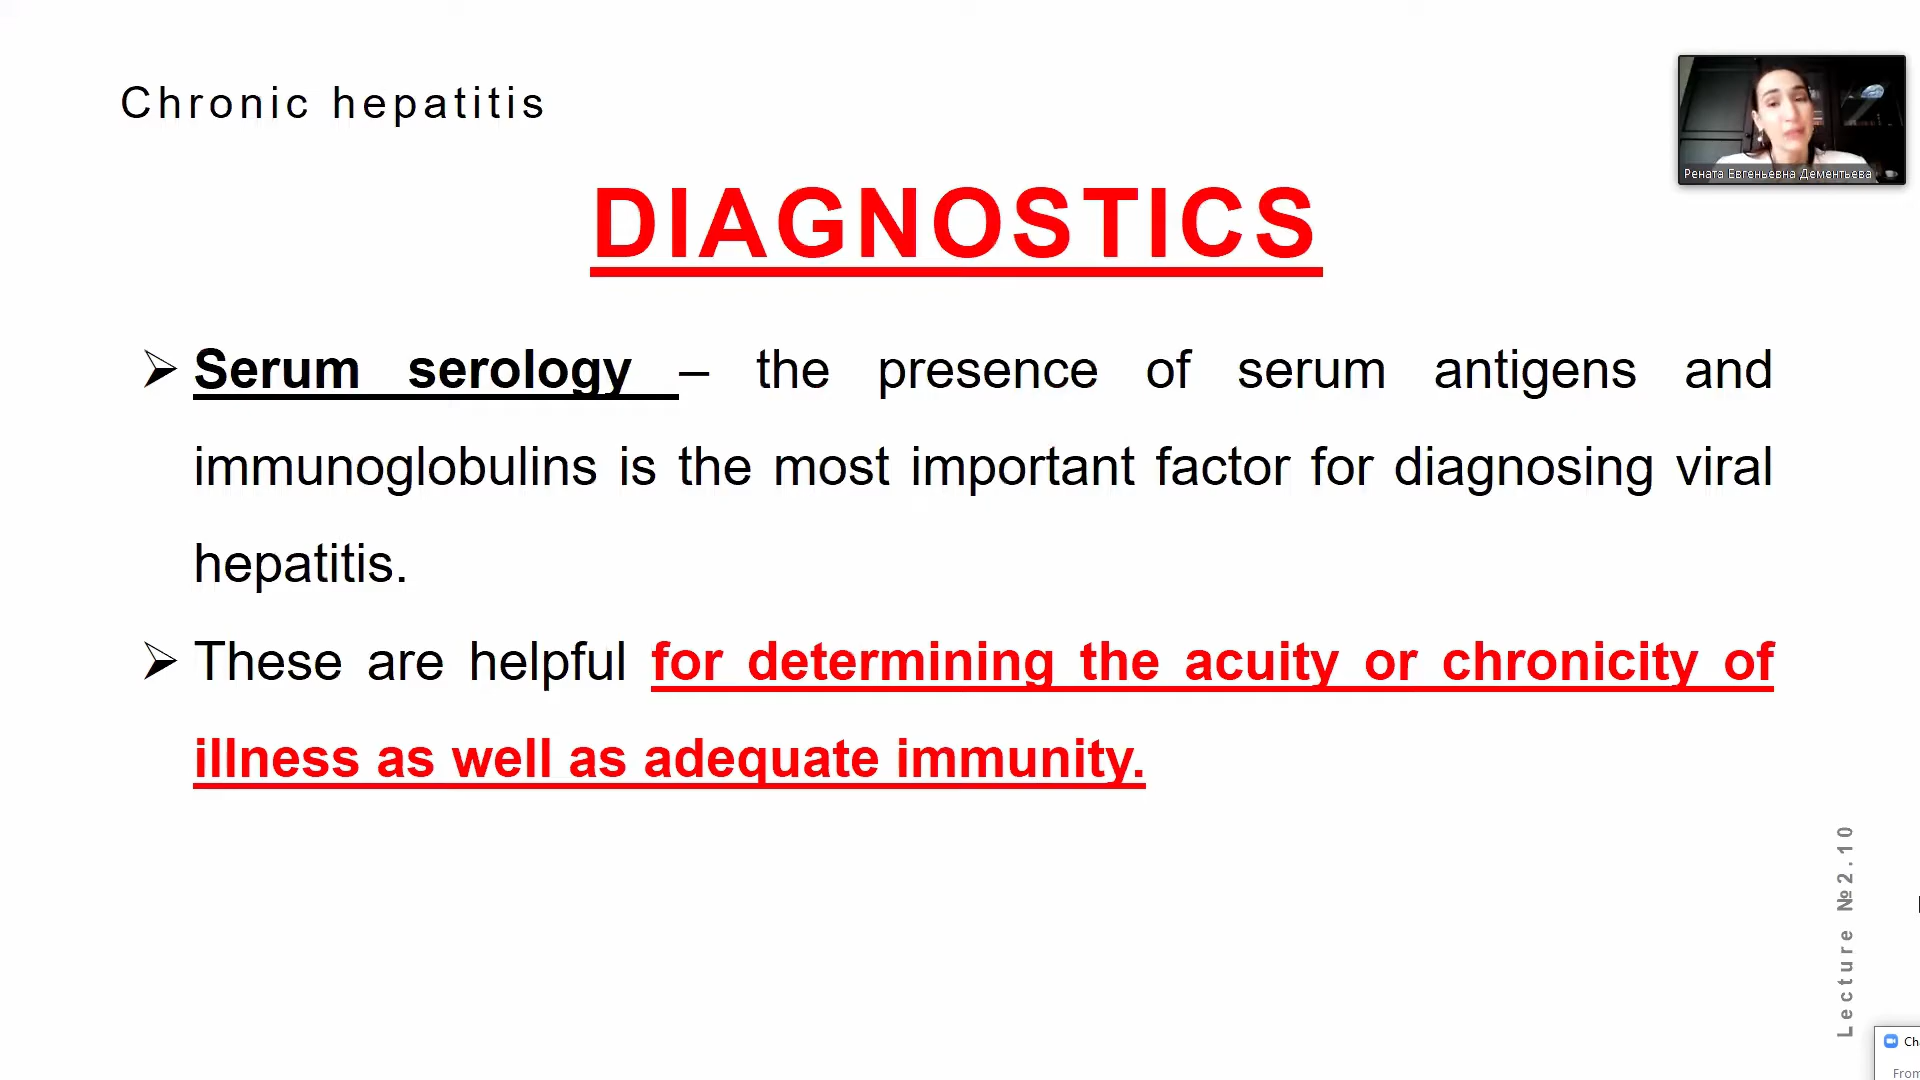 Chronic hepatitis
Рената Евгеньевна Дементьева
DIAGNOSTICS
➢ Serum serology – the presence of serum antigens and
immunoglobulins is the most important factor for diagnosing viral
hepatitis.
➢ These are helpful for determining the acuity or chronicity of
illness as well as adequate immunity.
Lecture №2.10
From